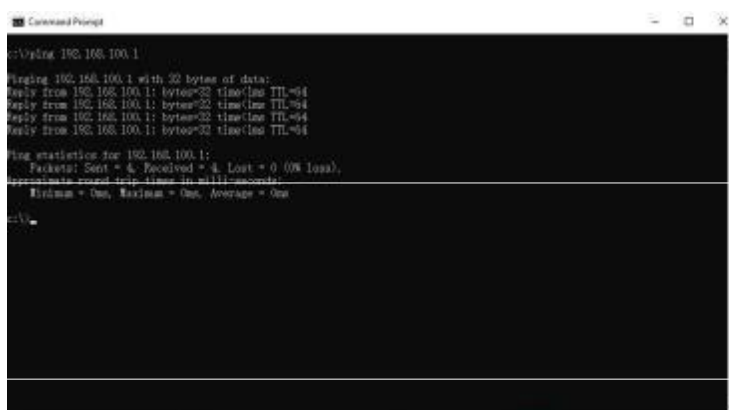 Command Prompt
c:\>ping 192.168.100.1
Pinging 192.168.100.1 with 32 bytes of data:
Reply from 192.168.100.1: bytes=32 time<1ms TTL=64
Reply from 192.168.100.1: bytes=32 time<1ms TTL=64
Reply from 192.168.100.1: bytes=32 time<1ms TTL=64
Reply from 192.168.100.1: bytes=32 time<1ms TTL=64
Ping statistics for 192.168.100.1:
Packets: Sent = 4, Received = 4, Lost = 0 (0% loss),
Approximate round trip times in milli-seconds:
Minimum = 0ms, Maximum = 0ms, Average = 0ms
c:\>